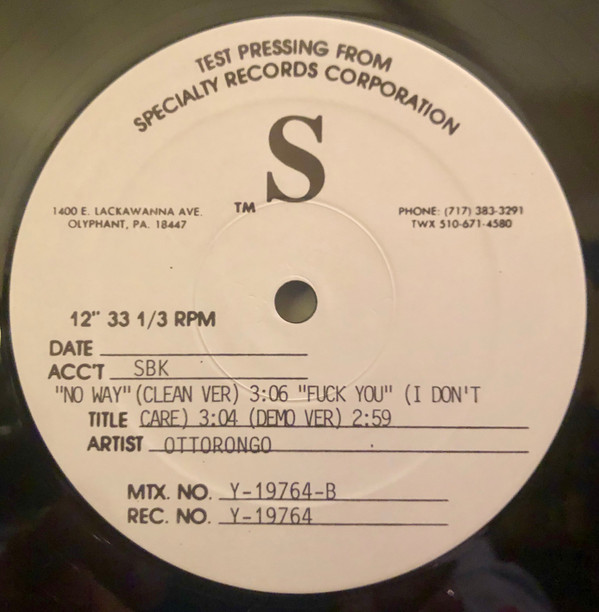 TEST PRESSING FROM
SPECIALTY RECORDS CORPORATION
S
TM
1400 E. LACKAWANNA AVE.
OLYPHANT, PA. 18447
PHONE: (717) 383-3291
TWX 510-671-4580
12" 33 1/3 RPM
DATE
ACC'T SBK
"NO WAY" (CLEAN VER) 3:06 "FUCK YOU" (I DON'T
TITLE CARE) 3:04 (DEMO VER) 2:59
ARTIST OTTORONGO
MTX. NO. Y-19764-B
REC. NO. Y-19764